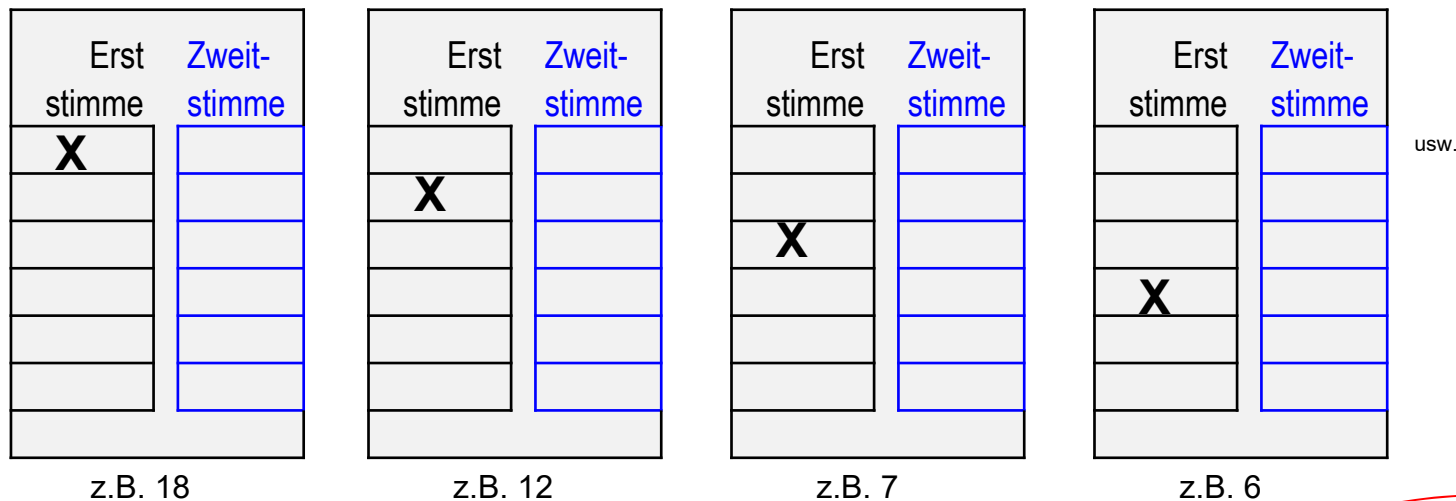 Erst Zweit-
stimme stimme
X
z.B. 18
Erst Zweit-
stimme stimme
X
z.B. 12
Erst Zweit-
stimme stimme
X
z.B. 7
Erst Zweit-
stimme stimme
X
z.B. 6
usw.